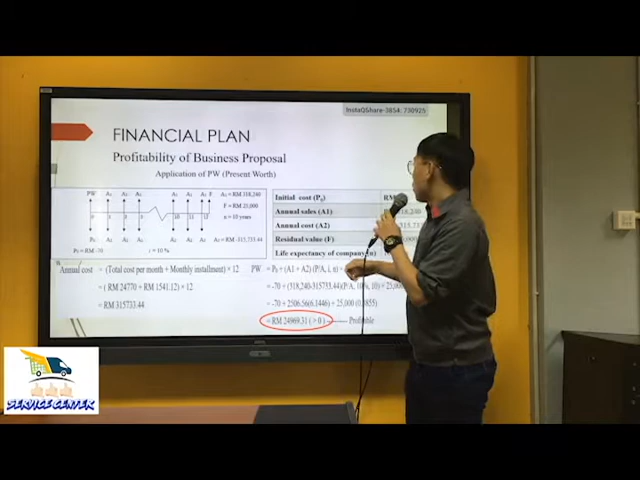 InstaQShare-3854: 730925
FINANCIAL PLAN
Profitability of Business Proposal
Application of PW (Present Worth)
A₁ = RM 318,240
F = RM 25,000
n = 10 years
A₂ = RM -315,733.44
P₀ = RM -70
i = 10 %
Initial cost (P₀)
Annual sales (A1)
Annual cost (A2)
Residual value (F)
Life expectancy of company (n)
Annual cost = (Total cost per month + Monthly installment) × 12
= ( RM 24770 + RM 1541.12) × 12
= RM 315733.44
PW = P₀ + (A1 + A2) (P/A, i, n) +
= -70 + (318,240-315,733.44)(P/A, 10%, 10) + 25,000
= -70 + 2506.56(6.1446) + 25,000 (0.3855)
= RM 24969.31 ( > 0 ) Profitable
SERVICE CENTER